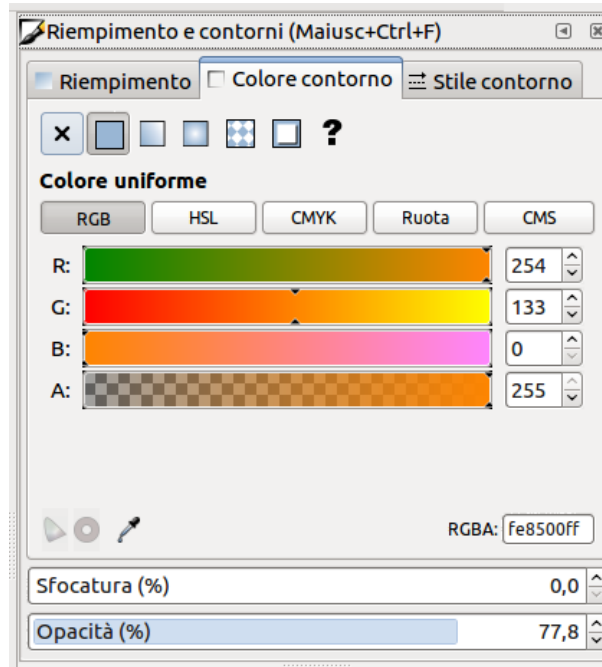 Riempimento e contorni (Maiusc+Ctrl+F)
Riempimento Colore contorno Stile contorno
?
Colore uniforme
RGB HSL CMYK Ruota CMS
R: 254
G: 133
B: 0
A: 255
RGBA: fe8500ff
Sfocatura (%) 0,0
Opacità (%) 77,8